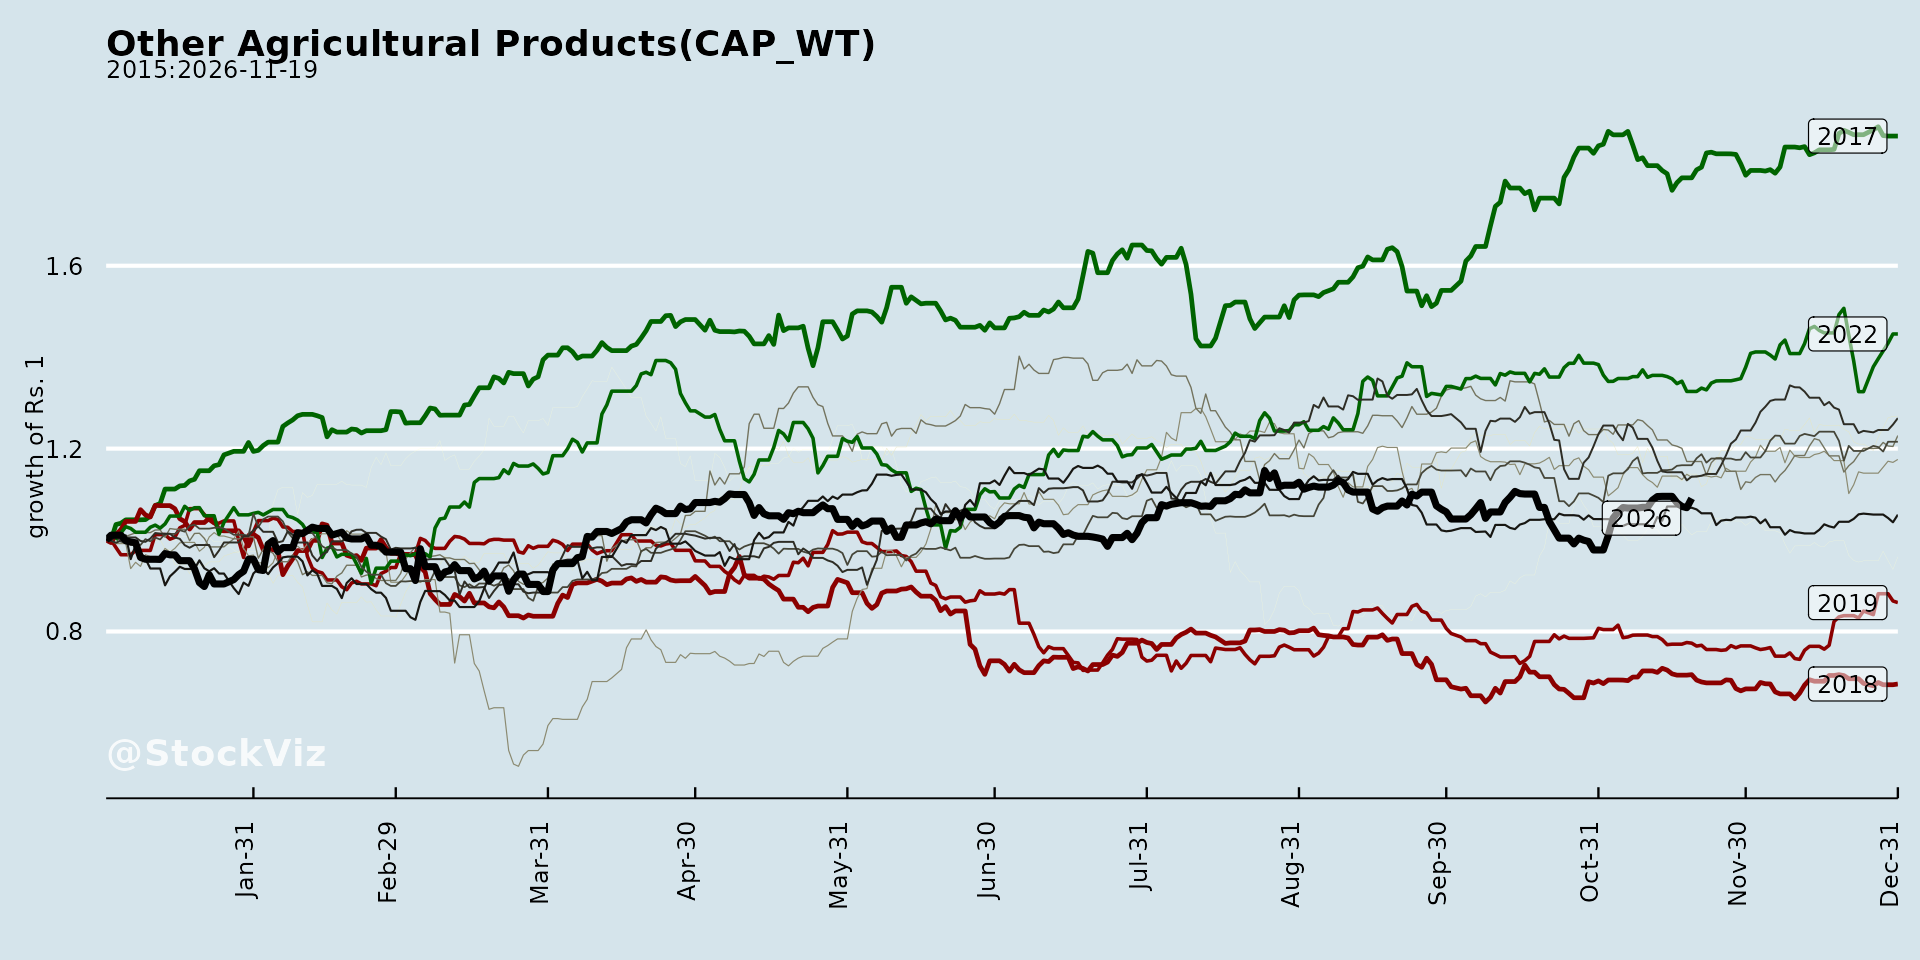 Other Agricultural Products(CAP_WT)
2015:2026-11-19
growth of Rs. 1
1.6
1.2
0.8
2017
2022
2026
2019
2018
@StockViz
Jan-31
Feb-29
Mar-31
Apr-30
May-31
Jun-30
Jul-31
Aug-31
Sep-30
Oct-31
Nov-30
Dec-31